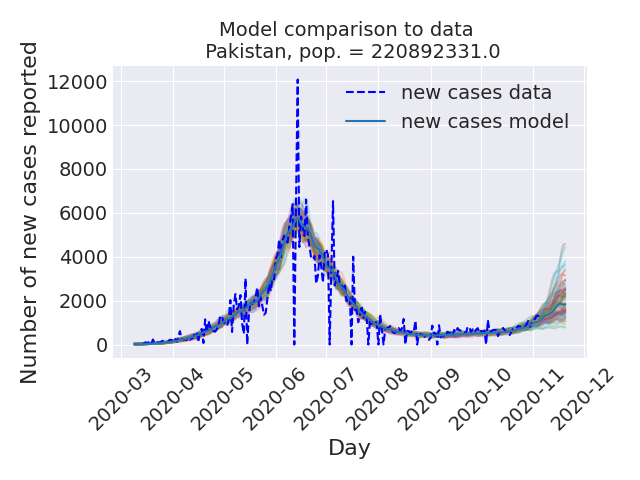 Model comparison to data
Pakistan, pop. = 220892331.0
Number of new cases reported
12000
10000
8000
6000
4000
2000
0
new cases data
new cases model
2020-03
2020-04
2020-05
2020-06
2020-07
2020-08
2020-09
2020-10
2020-11
2020-12
Day